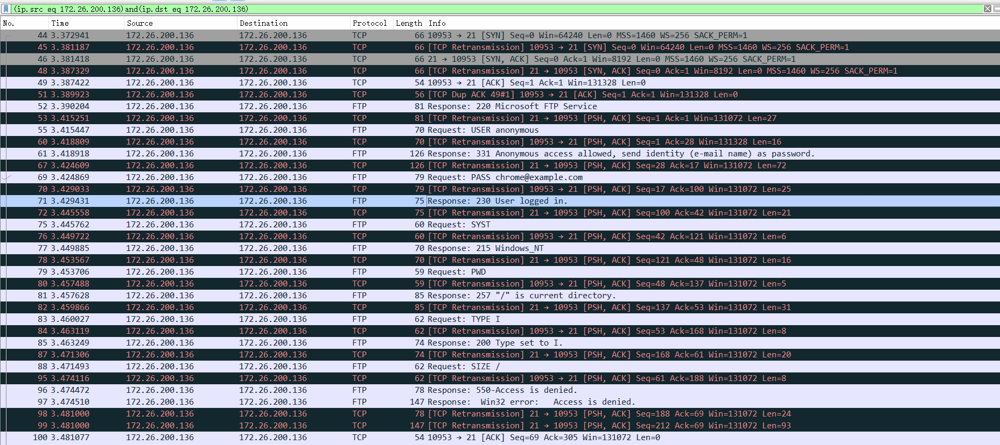 (ip.src eq 172.26.200.136)and(ip.dst eq 172.26.200.136)
No. Time Source Destination Protocol Length Info
44 3.372941 172.26.200.136 172.26.200.136 TCP 66 10953 → 21 [SYN] Seq=0 Win=64240 Len=0 MSS=1460 WS=256 SACK_PERM=1
45 3.381187 172.26.200.136 172.26.200.136 TCP 66 [TCP Retransmission] 10953 → 21 [SYN] Seq=0 Win=64240 Len=0 MSS=1460 WS=256 SACK_PERM=1
46 3.381418 172.26.200.136 172.26.200.136 TCP 66 21 → 10953 [SYN, ACK] Seq=0 Ack=1 Win=8192 Len=0 MSS=1460 WS=256 SACK_PERM=1
48 3.387329 172.26.200.136 172.26.200.136 TCP 66 [TCP Retransmission] 21 → 10953 [SYN, ACK] Seq=0 Ack=1 Win=8192 Len=0 MSS=1460 WS=256 SACK_PERM=1
49 3.387422 172.26.200.136 172.26.200.136 TCP 54 10953 → 21 [ACK] Seq=1 Ack=1 Win=131328 Len=0
51 3.389923 172.26.200.136 172.26.200.136 TCP 56 [TCP Dup ACK 49#1] 10953 → 21 [ACK] Seq=1 Ack=1 Win=131328 Len=0
52 3.390204 172.26.200.136 172.26.200.136 FTP 81 Response: 220 Microsoft FTP Service
53 3.415251 172.26.200.136 172.26.200.136 TCP 81 [TCP Retransmission] 21 → 10953 [PSH, ACK] Seq=1 Ack=1 Win=131072 Len=27
55 3.415447 172.26.200.136 172.26.200.136 FTP 70 Request: USER anonymous
60 3.418809 172.26.200.136 172.26.200.136 TCP 70 [TCP Retransmission] 10953 → 21 [PSH, ACK] Seq=1 Ack=28 Win=131328 Len=16
61 3.418918 172.26.200.136 172.26.200.136 FTP 126 Response: 331 Anonymous access allowed, send identity (e-mail name) as password.
67 3.424609 172.26.200.136 172.26.200.136 TCP 126 [TCP Retransmission] 21 → 10953 [PSH, ACK] Seq=28 Ack=17 Win=131072 Len=72
69 3.424869 172.26.200.136 172.26.200.136 FTP 79 Request: PASS chrome@example.com
70 3.429033 172.26.200.136 172.26.200.136 TCP 79 [TCP Retransmission] 10953 → 21 [PSH, ACK] Seq=17 Ack=100 Win=131072 Len=25
71 3.429431 172.26.200.136 172.26.200.136 FTP 75 Response: 230 User logged in.
72 3.445558 172.26.200.136 172.26.200.136 TCP 75 [TCP Retransmission] 21 → 10953 [PSH, ACK] Seq=100 Ack=42 Win=131072 Len=21
75 3.445762 172.26.200.136 172.26.200.136 FTP 60 Request: SYST
76 3.449722 172.26.200.136 172.26.200.136 TCP 60 [TCP Retransmission] 10953 → 21 [PSH, ACK] Seq=42 Ack=121 Win=131072 Len=6
77 3.449885 172.26.200.136 172.26.200.136 FTP 70 Response: 215 Windows_NT
78 3.453567 172.26.200.136 172.26.200.136 TCP 70 [TCP Retransmission] 21 → 10953 [PSH, ACK] Seq=121 Ack=48 Win=131072 Len=16
79 3.453706 172.26.200.136 172.26.200.136 FTP 59 Request: PWD
80 3.457488 172.26.200.136 172.26.200.136 TCP 59 [TCP Retransmission] 10953 → 21 [PSH, ACK] Seq=48 Ack=137 Win=131072 Len=5
81 3.457628 172.26.200.136 172.26.200.136 FTP 85 Response: 257 "/" is current directory.
82 3.459866 172.26.200.136 172.26.200.136 TCP 85 [TCP Retransmission] 21 → 10953 [PSH, ACK] Seq=137 Ack=53 Win=131072 Len=31
83 3.460027 172.26.200.136 172.26.200.136 FTP 62 Request: TYPE I
84 3.463119 172.26.200.136 172.26.200.136 TCP 62 [TCP Retransmission] 10953 → 21 [PSH, ACK] Seq=53 Ack=168 Win=131072 Len=8
85 3.463249 172.26.200.136 172.26.200.136 FTP 74 Response: 200 Type set to I.
87 3.471306 172.26.200.136 172.26.200.136 TCP 74 [TCP Retransmission] 21 → 10953 [PSH, ACK] Seq=168 Ack=61 Win=131072 Len=20
88 3.471493 172.26.200.136 172.26.200.136 FTP 62 Request: SIZE /
95 3.474116 172.26.200.136 172.26.200.136 TCP 62 [TCP Retransmission] 10953 → 21 [PSH, ACK] Seq=61 Ack=188 Win=131072 Len=8
96 3.474472 172.26.200.136 172.26.200.136 FTP 78 Response: 550-Access is denied.
97 3.474510 172.26.200.136 172.26.200.136 FTP 147 Response:  Win32 error:   Access is denied.
98 3.481000 172.26.200.136 172.26.200.136 TCP 78 [TCP Retransmission] 21 → 10953 [PSH, ACK] Seq=188 Ack=69 Win=131072 Len=24
99 3.481000 172.26.200.136 172.26.200.136 TCP 147 [TCP Retransmission] 21 → 10953 [PSH, ACK] Seq=212 Ack=69 Win=131072 Len=93
100 3.481077 172.26.200.136 172.26.200.136 TCP 54 10953 → 21 [ACK] Seq=69 Ack=305 Win=131072 Len=0